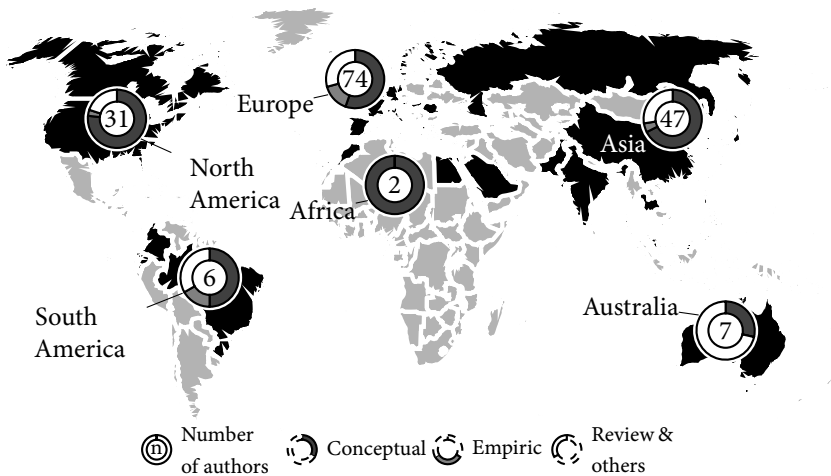 31
North
America
74
Europe
47
Asia
2
Africa
6
South
America
Australia
7
n
Number
of authors
Conceptual
Empiric
Review &
others